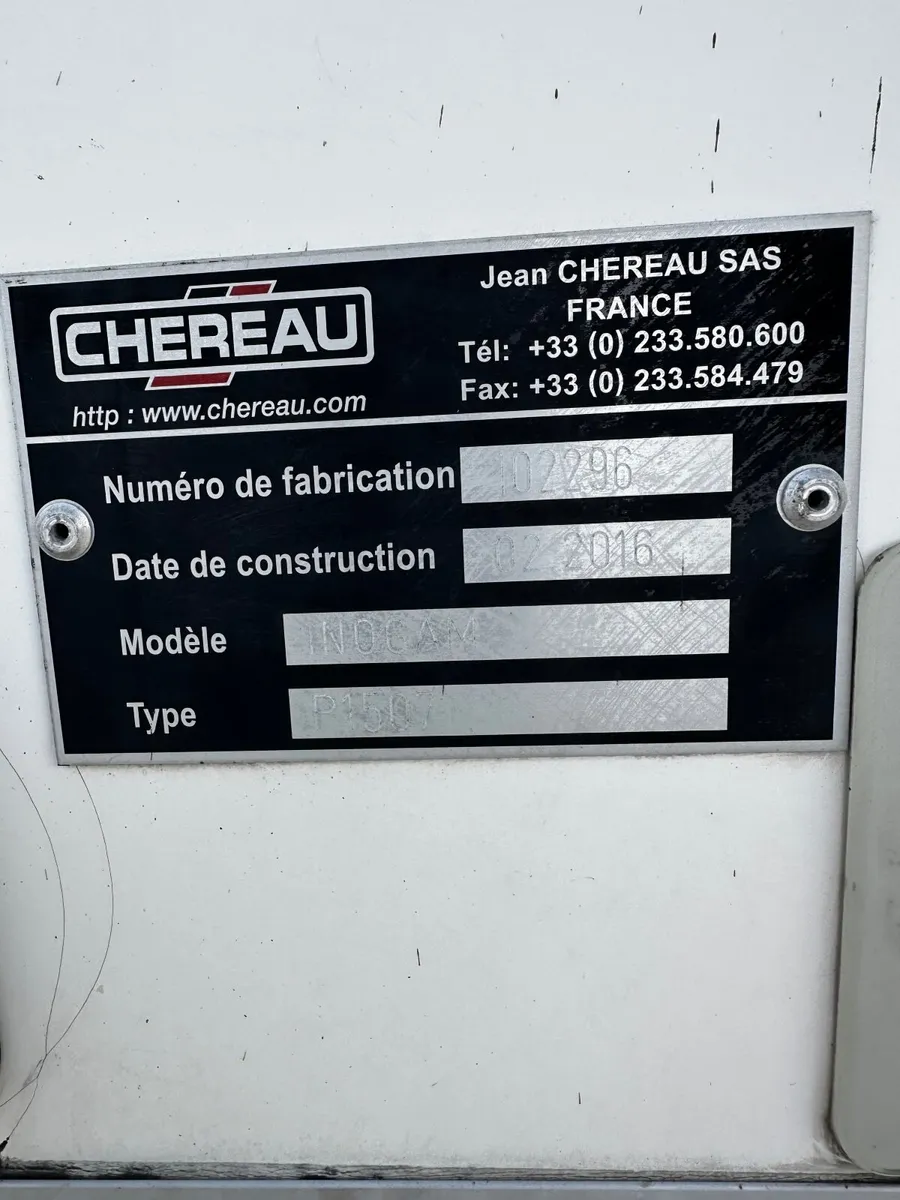 CHEREAU
http : www.chereau.com
Jean CHEREAU SAS
FRANCE
Tél: +33 (0) 233.580.600
Fax: +33 (0) 233.584.479
Numéro de fabrication 102296
Date de construction 02 2016
Modèle INOGAM
Type P1507